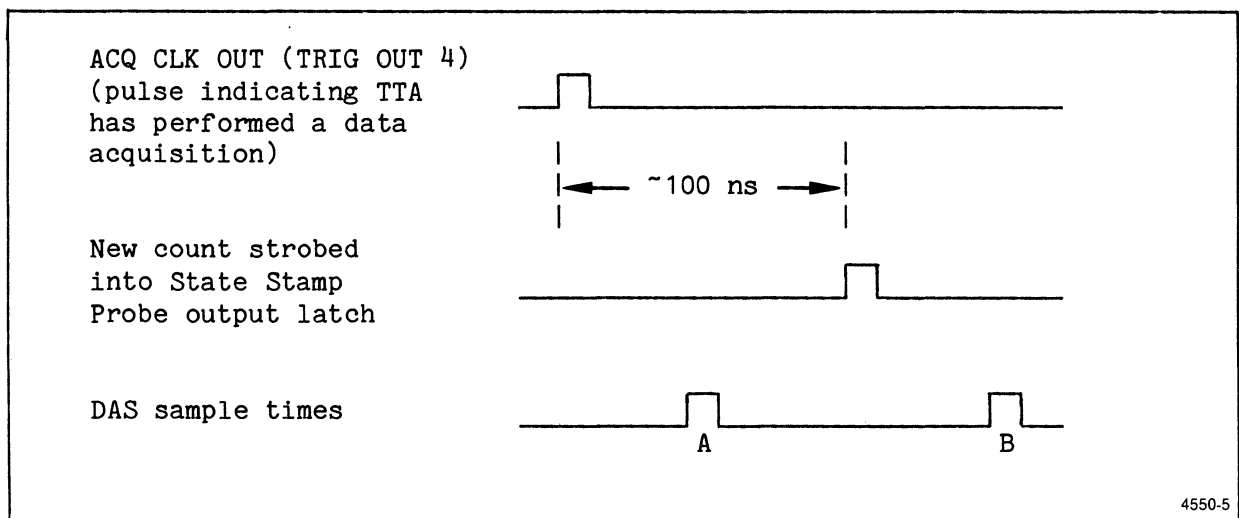 ACQ CLK OUT (TRIG OUT 4)
(pulse indicating TTA
has performed a data
acquisition)
~100 ns
New count strobed
into State Stamp
Probe output latch
DAS sample times
A
B
4550-5